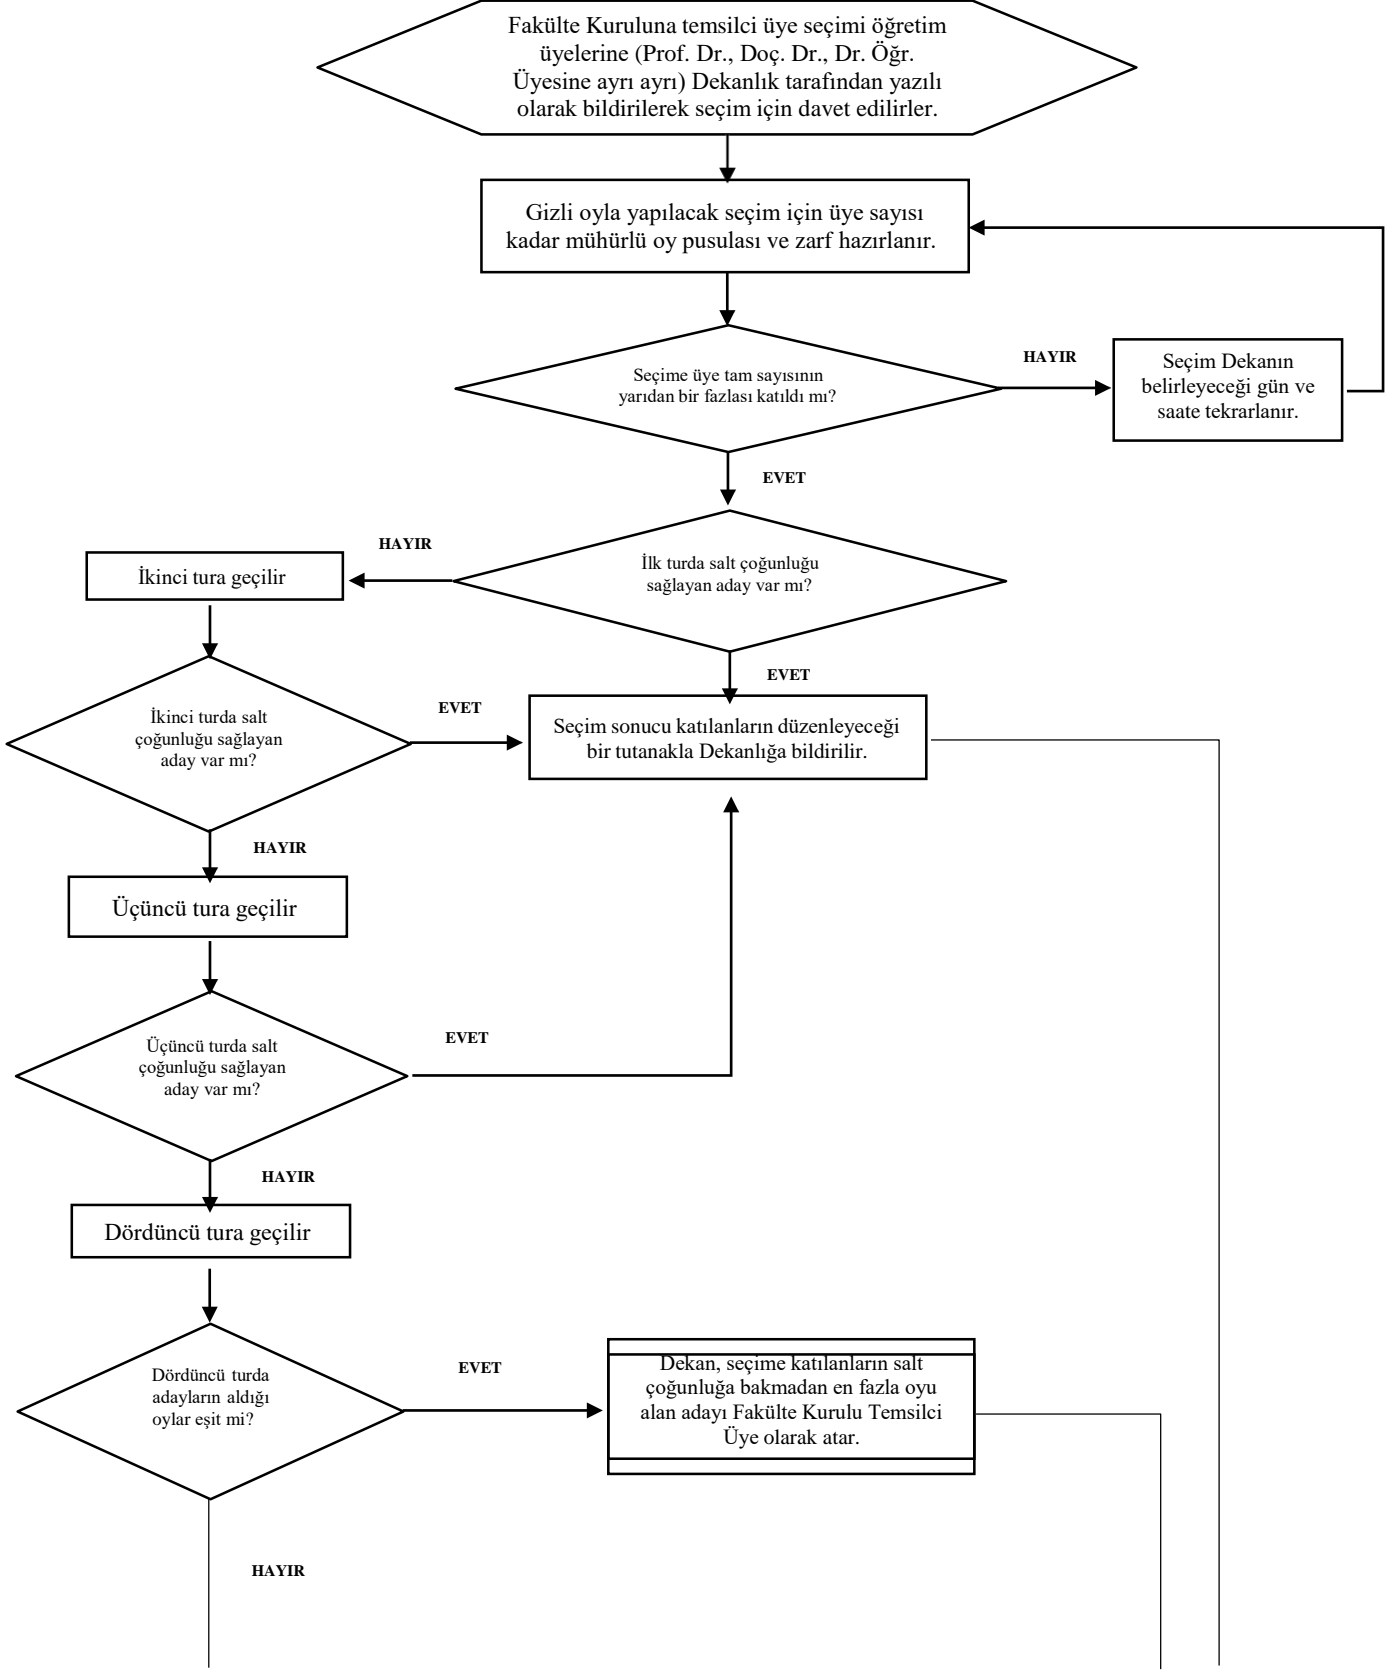 Fakülte Kuruluna temsilci üye seçimi öğretim
üyelerine (Prof. Dr., Doç. Dr., Dr. Öğr.
Üyesine ayrı ayrı) Dekanlık tarafından yazılı
olarak bildirilerek seçim için davet edilirler.
Gizli oyla yapılacak seçim için üye sayısı
kadar mühürlü oy pusulası ve zarf hazırlanır.
Seçime üye tam sayısının
yarıdan bir fazlası katıldı mı?
HAYIR
Seçim Dekanın
belirleyeceği gün ve
saate tekrarlanır.
EVET
İlk turda salt çoğunluğu
sağlayan aday var mı?
HAYIR
İkinci tura geçilir
EVET
İkinci turda salt
çoğunluğu sağlayan
aday var mı?
EVET
Seçim sonucu katılanların düzenleyeceği
bir tutanakla Dekanlığa bildirilir.
HAYIR
Üçüncü tura geçilir
Üçüncü turda salt
çoğunluğu sağlayan
aday var mı?
EVET
HAYIR
Dördüncü tura geçilir
Dördüncü turda
adayların aldığı
oylar eşit mi?
EVET
Dekan, seçime katılanların salt
çoğunluğa bakmadan en fazla oyu
alan adayı Fakülte Kurulu Temsilci
Üye olarak atar.
HAYIR